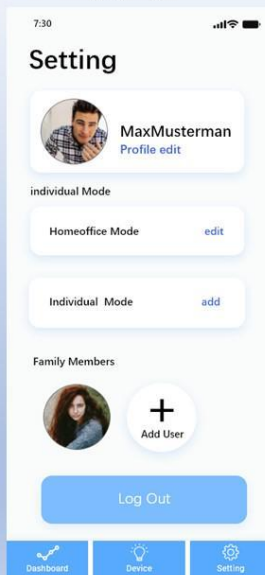 7:30
Setting
MaxMusterman
Profile edit
individual Mode
Homeoffice Mode edit
Individual Mode add
Family Members
Add User
Log Out
Dashboard Device Setting